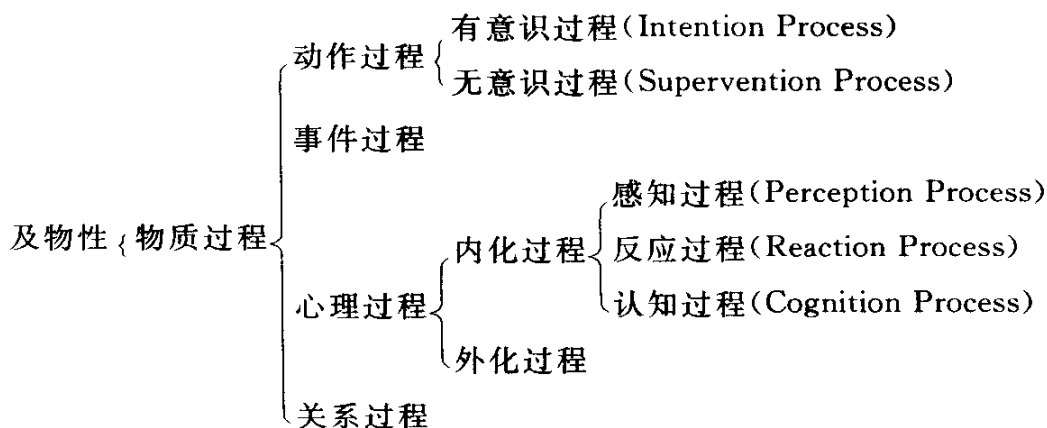 有意识过程(Intention Process)
动作过程
无意识过程(Supervention Process)
事件过程
感知过程(Perception Process)
及物性 物质过程
内化过程
反应过程(Reaction Process)
心理过程
认知过程(Cognition Process)
外化过程
关系过程